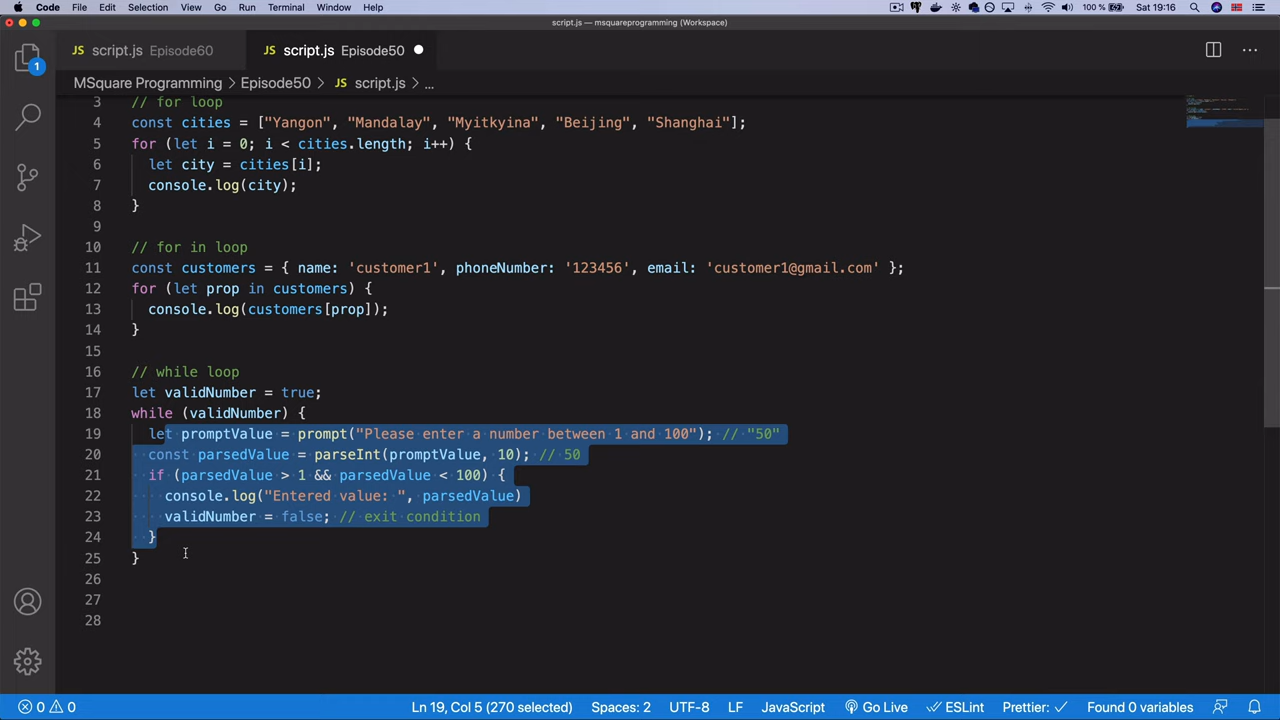 Code File Edit Selection View Go Run Terminal Window Help 100 % Sat 19:16
script.js — msquareprogramming (Workspace)
JS script.js Episode60 JS script.js Episode50
MSquare Programming > Episode50 > JS script.js > ...
1
3 // for loop
4 const cities = ["Yangon", "Mandalay", "Myitkyina", "Beijing", "Shanghai"];
5 for (let i = 0; i < cities.length; i++) {
6 let city = cities[i];
7 console.log(city);
8 }
9
10 // for in loop
11 const customers = { name: 'customer1', phoneNumber: '123456', email: 'customer1@gmail.com' };
12 for (let prop in customers) {
13 console.log(customers[prop]);
14 }
15
16 // while loop
17 let validNumber = true;
18 while (validNumber) {
19 let promptValue = prompt("Please enter a number between 1 and 100"); // "50"
20 const parsedValue = parseInt(promptValue, 10); // 50
21 if (parsedValue > 1 && parsedValue < 100) {
22 console.log("Entered value: ", parsedValue)
23 validNumber = false; // exit condition
24 }
25 }
26
27
28
0 0 Ln 19, Col 5 (270 selected) Spaces: 2 UTF-8 LF JavaScript Go Live ESLint Prettier: ✓ Found 0 variables